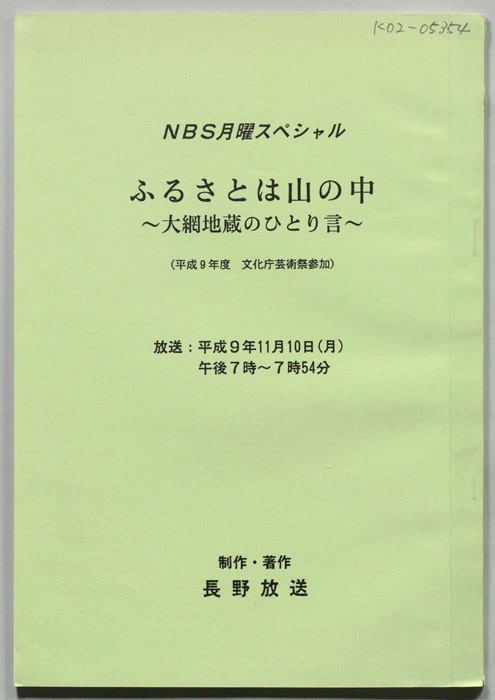 K02-05354
NBS月曜スペシャル
ふるさとは山の中
～大網地蔵のひとり言～
(平成9年度　文化庁芸術祭参加)
放送：平成9年11月10日(月)
午後7時～7時54分
制作・著作
長野放送